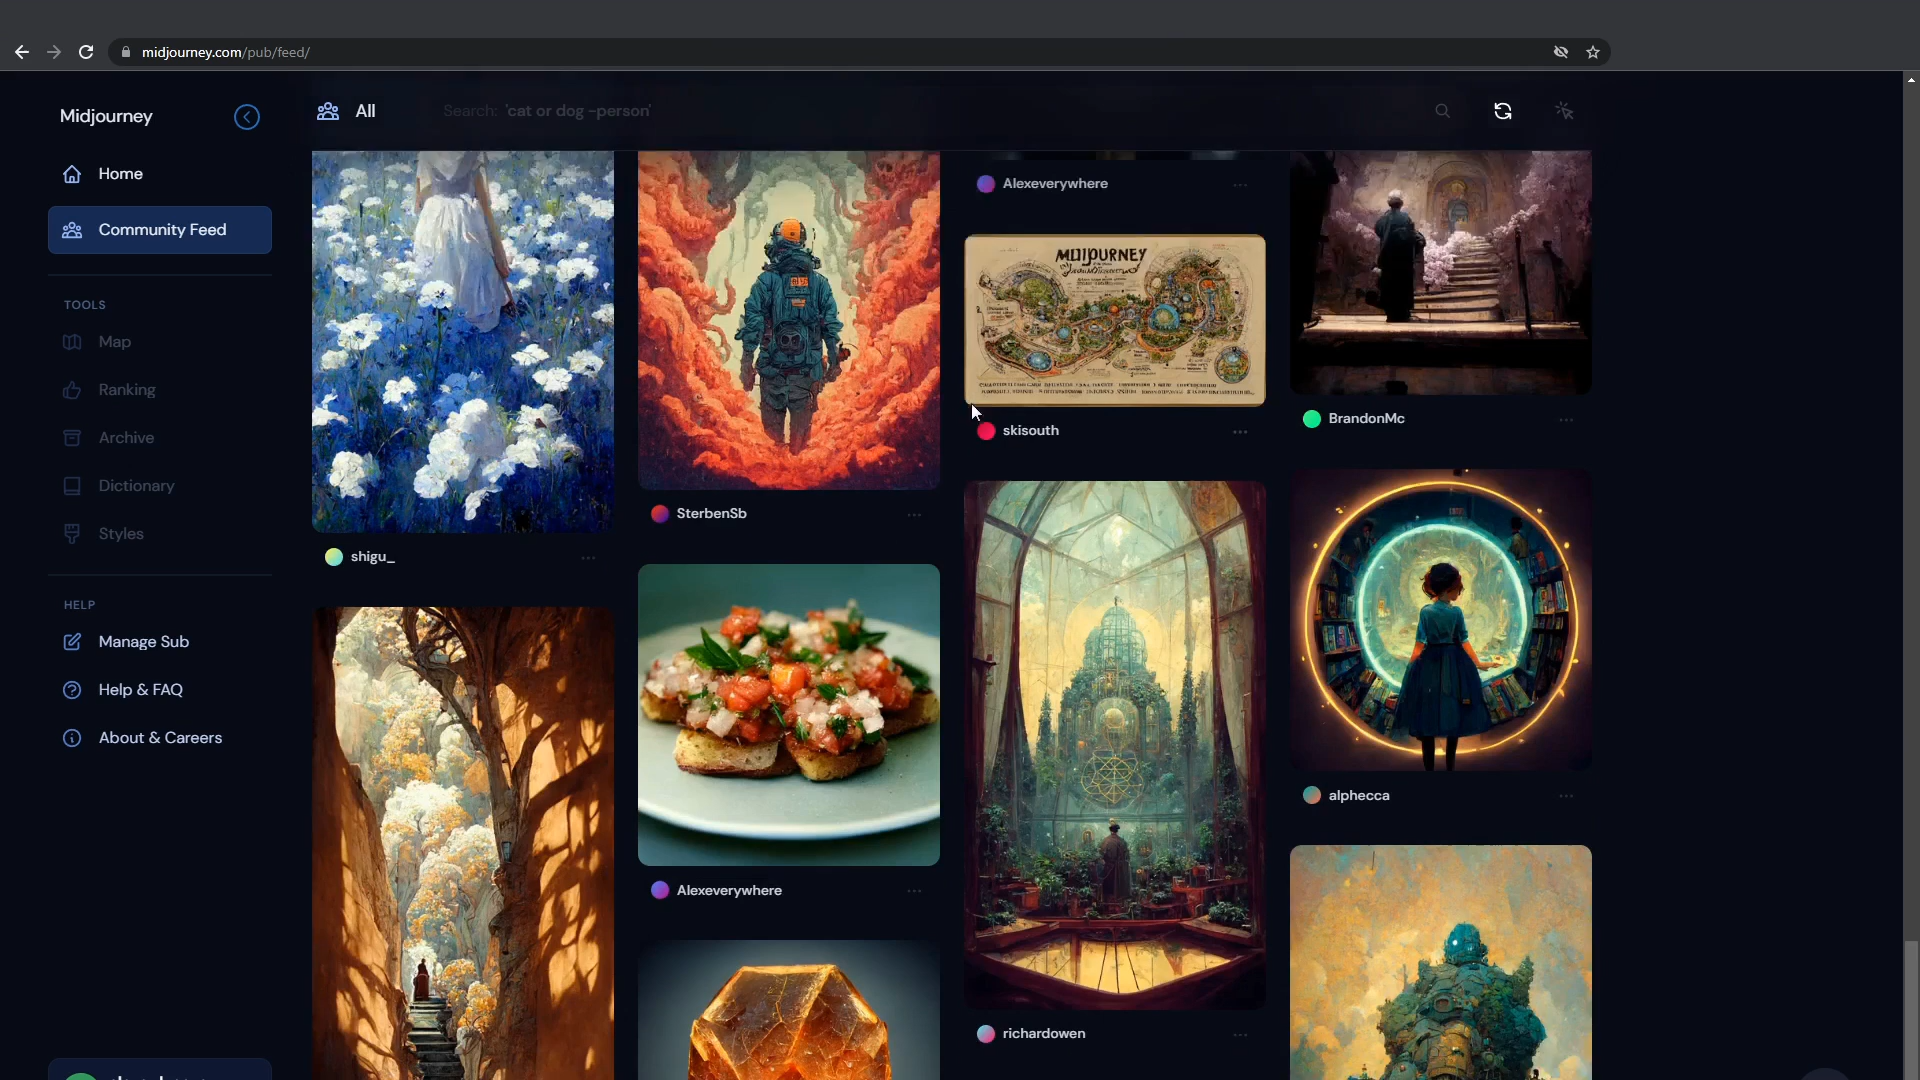 midjourney.com/pub/feed/
Midjourney
All
Search: 'cat or dog -person'
Home
Community Feed
TOOLS
Map
Ranking
Archive
Dictionary
Styles
HELP
Manage Sub
Help & FAQ
About & Careers
shigu_
SterbenSb
Alexeverywhere
Alexeverywhere
MIDJOURNEY
skisouth
richardowen
BrandonMc
alphecca